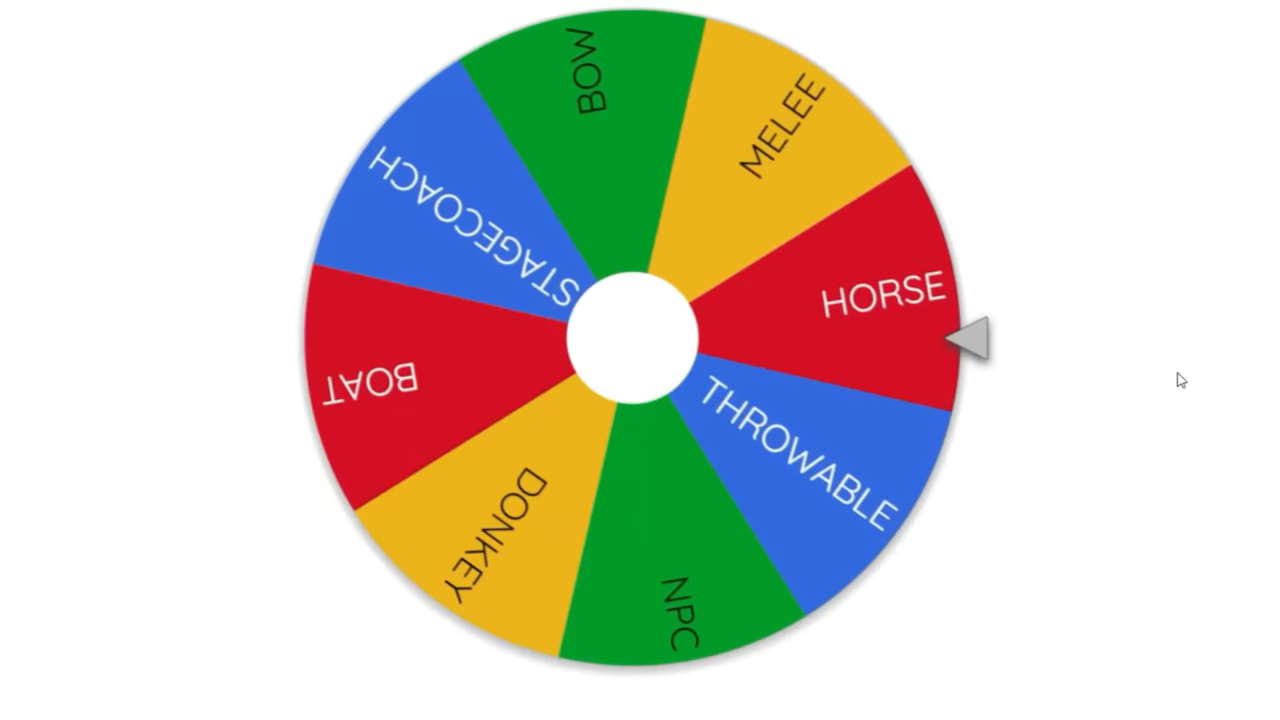 BOW
MELEE
HORSE
THROWABLE
NPC
DONKEY
BOAT
STAGECOACH